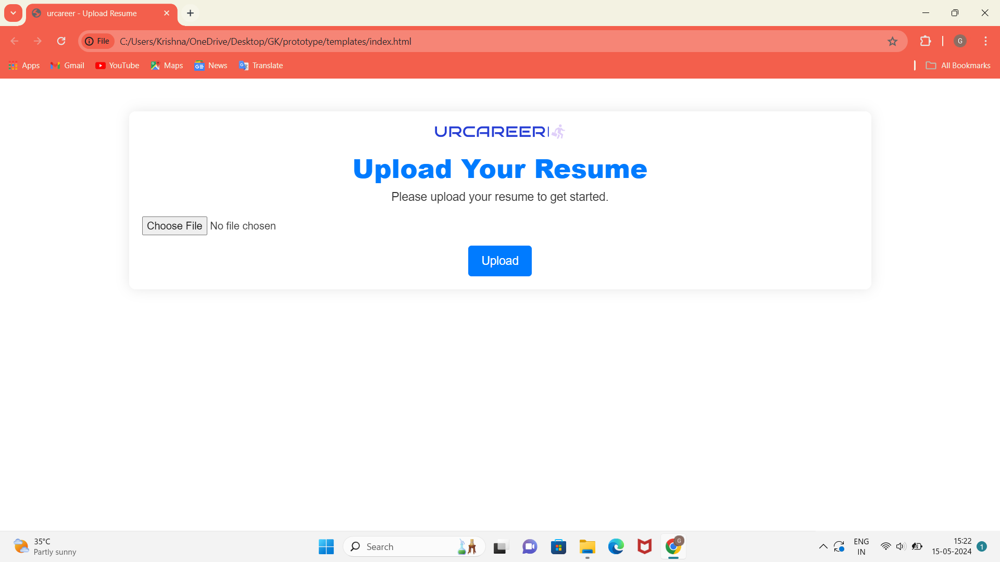 urcareer - Upload Resume
File
C:/Users/Krishna/OneDrive/Desktop/GK/prototype/templates/index.html
G
Apps
Gmail
YouTube
Maps
News
Translate
All Bookmarks
URCAREER
Upload Your Resume
Please upload your resume to get started.
Choose File No file chosen
Upload
35°C
Partly sunny
Search
G
ENG
IN
15:22
15-05-2024
1